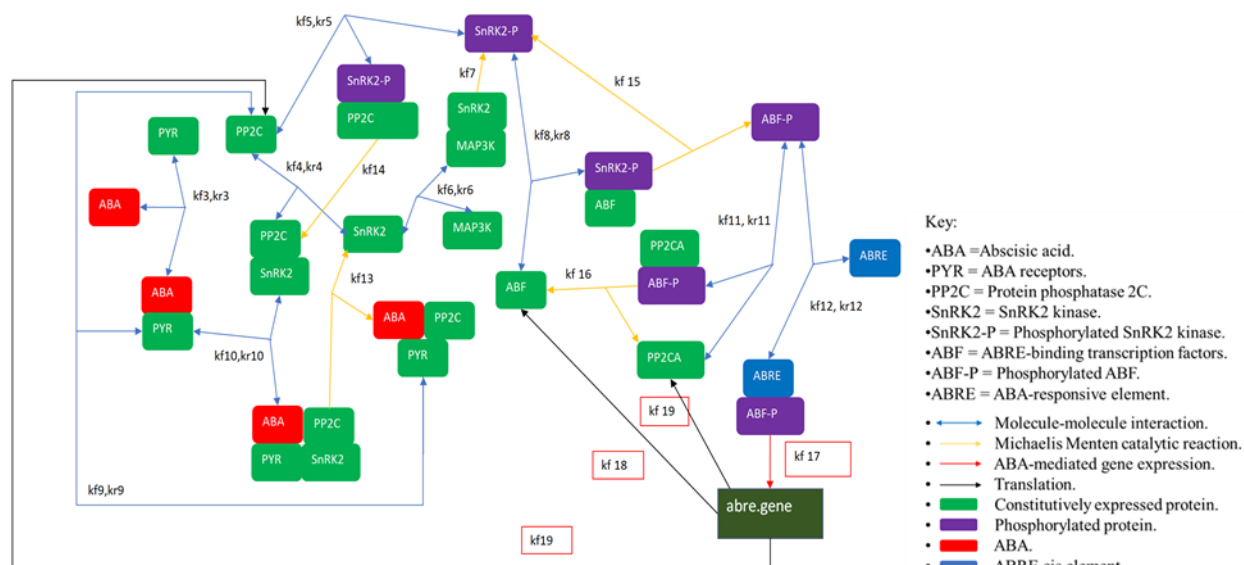 kf5,kr5
SnRK2-P
kf7
kf 15
SnRK2-P
PP2C
SnRK2
MAP3K
ABF-P
PYR
PP2C
kf4,kr4
kf14
kf8,kr8
kf3,kr3
kf6,kr6
SnRK2-P
ABF
ABA
PP2C
SnRK2
SnRK2
MAP3K
kf11, kr11
PP2CA
ABF-P
ABRE
kf13
kf 16
ABF
kf12, kr12
ABA
PYR
ABA
PP2C
PYR
kf10,kr10
PP2CA
ABRE
ABF-P
kf 19
ABA
PP2C
PYR
SnRK2
kf 18
kf 17
kf9,kr9
abre.gene
kf19
Key:
•ABA =Abscisic acid.
•PYR = ABA receptors.
•PP2C = Protein phosphatase 2C.
•SnRK2 = SnRK2 kinase.
•SnRK2-P = Phosphorylated SnRK2 kinase.
•ABF = ABRE-binding transcription factors.
•ABF-P = Phosphorylated ABF.
•ABRE = ABA-responsive element.
• Molecule-molecule interaction.
• Michaelis Menten catalytic reaction.
• ABA-mediated gene expression.
• Translation.
• Constitutively expressed protein.
• Phosphorylated protein.
• ABA.
• ABRE cis element